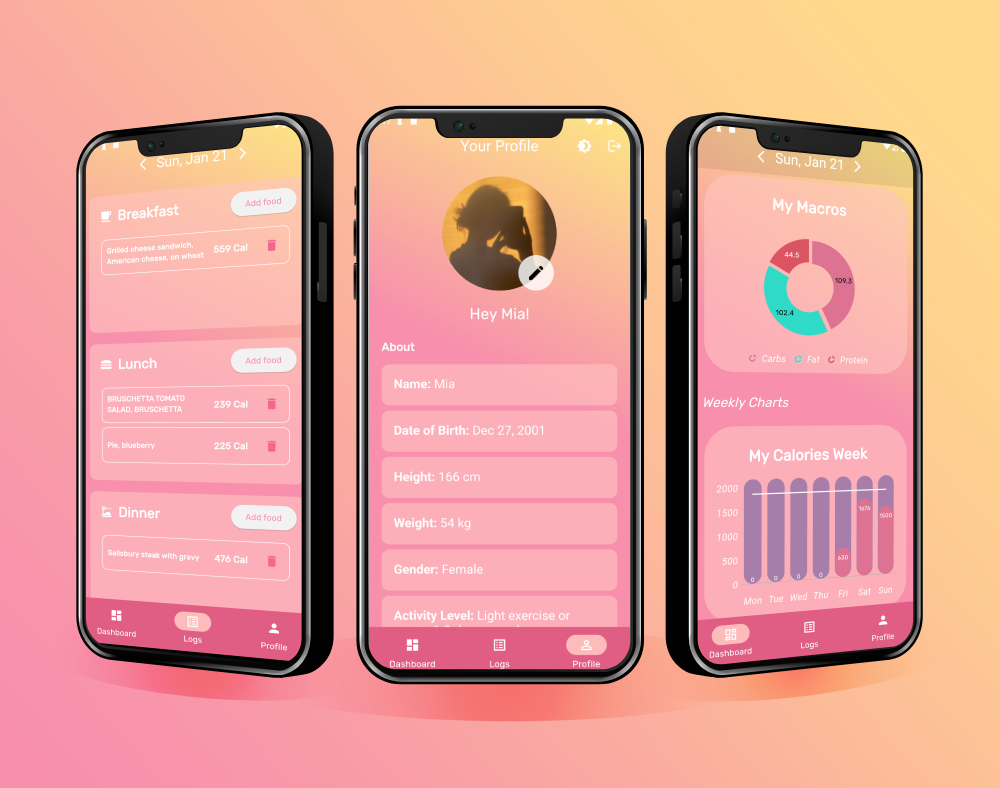 Sun, Jan 21
Breakfast
Add food
Grilled cheese sandwich,
American cheese, on wheat
559 Cal
Lunch
Add food
BRUSCHETTA TOMATO
SALAD, BRUSCHETTA
239 Cal
Pie, blueberry
225 Cal
Dinner
Add food
Salisbury steak with gravy
476 Cal
Dashboard
Logs
Profile
Your Profile
Hey Mia!
About
Name: Mia
Date of Birth: Dec 27, 2001
Height: 166 cm
Weight: 54 kg
Gender: Female
Activity Level: Light exercise or
Dashboard
Logs
Profile
Sun, Jan 21
My Macros
44.5
109.3
102.4
Carbs Fat Protein
Weekly Charts
My Calories Week
2000
1500
1000
500
0
1676
1500
630
0 0 0 0
Mon Tue Wed Thu Fri Sat Sun
Dashboard
Logs
Profile